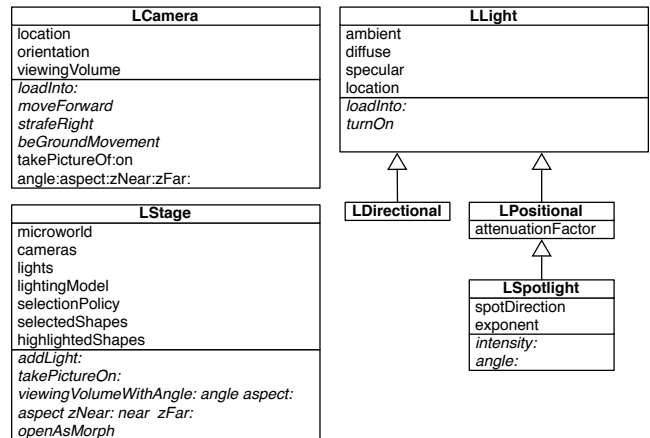 LCamera
location
orientation
viewingVolume
loadInto:
moveForward
strafeRight
beGroundMovement
takePictureOf:on
angle:aspect:zNear:zFar:
LStage
microworld
cameras
lights
lightingModel
selectionPolicy
selectedShapes
highlightedShapes
addLight:
takePictureOn:
viewingVolumeWithAngle: angle aspect:
aspect zNear: near zFar:
openAsMorph
LLight
ambient
diffuse
specular
location
loadInto:
turnOn
LDirectional
LPositional
attenuationFactor
LSpotlight
spotDirection
exponent
intensity:
angle: